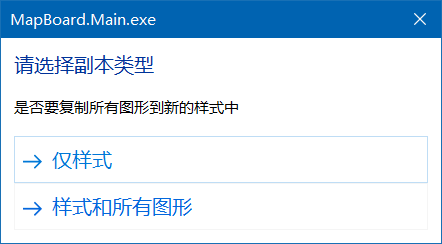 MapBoard.Main.exe
请选择副本类型
是否要复制所有图形到新的样式中
仅样式
样式和所有图形